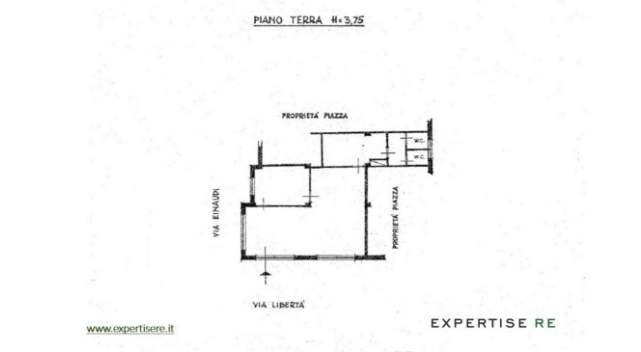 PIANO TERRA H=3,75
PROPRIETÀ PIAZZA
W.C.
W.C.
VIA EINAUDI
PROPRIETÀ PIAZZA
VIA LIBERTÀ
www.expertisere.it
EXPERTISE RE